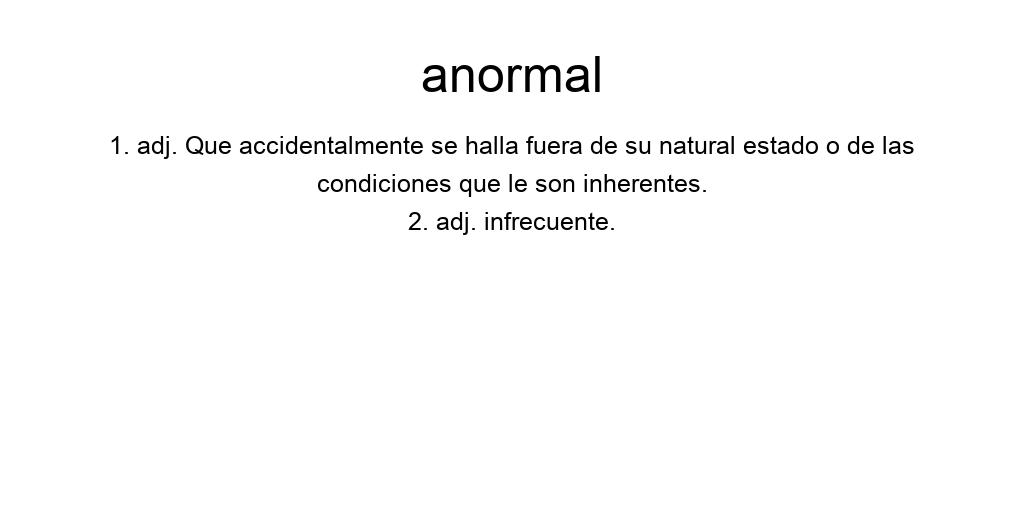 anormal
1. adj. Que accidentalmente se halla fuera de su natural estado o de las
condiciones que le son inherentes.
2. adj. infrecuente.